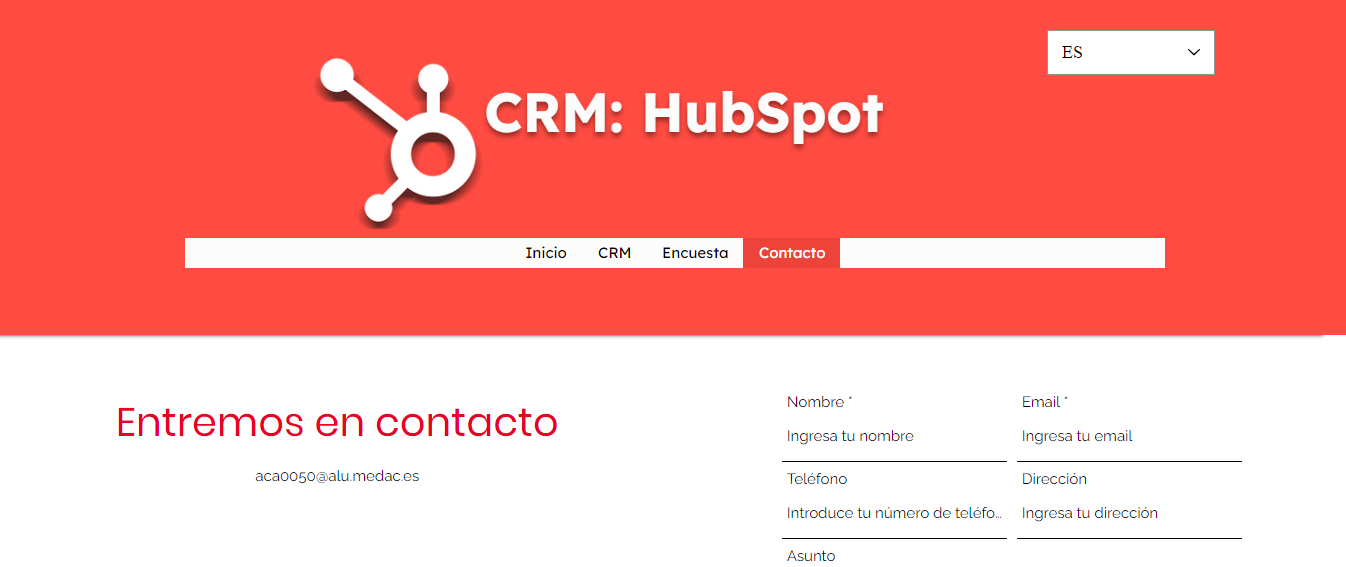 ES
CRM: HubSpot
Inicio CRM Encuesta Contacto
Entremos en contacto
aca0050@alu.medac.es
Nombre * Email *
Ingresa tu nombre Ingresa tu email
Teléfono Dirección
Introduce tu número de teléfo... Ingresa tu dirección
Asunto